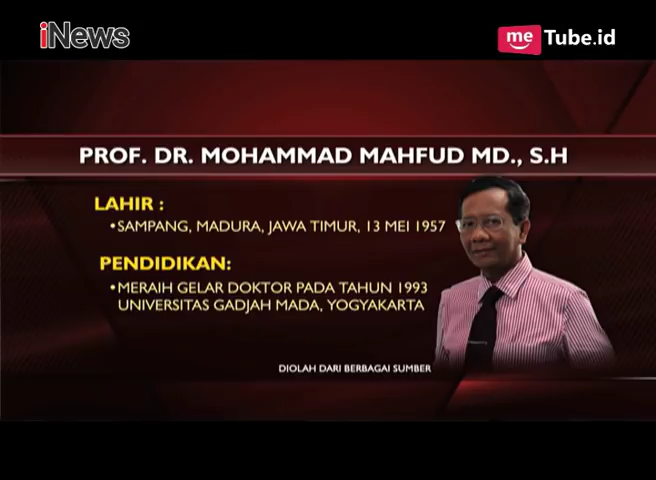 iNews
me Tube.id
PROF. DR. MOHAMMAD MAHFUD MD., S.H
LAHIR :
•SAMPANG, MADURA, JAWA TIMUR, 13 MEI 1957
PENDIDIKAN:
•MERAIH GELAR DOKTOR PADA TAHUN 1993
UNIVERSITAS GADJAH MADA, YOGYAKARTA
DIOLAH DARI BERBAGAI SUMBER